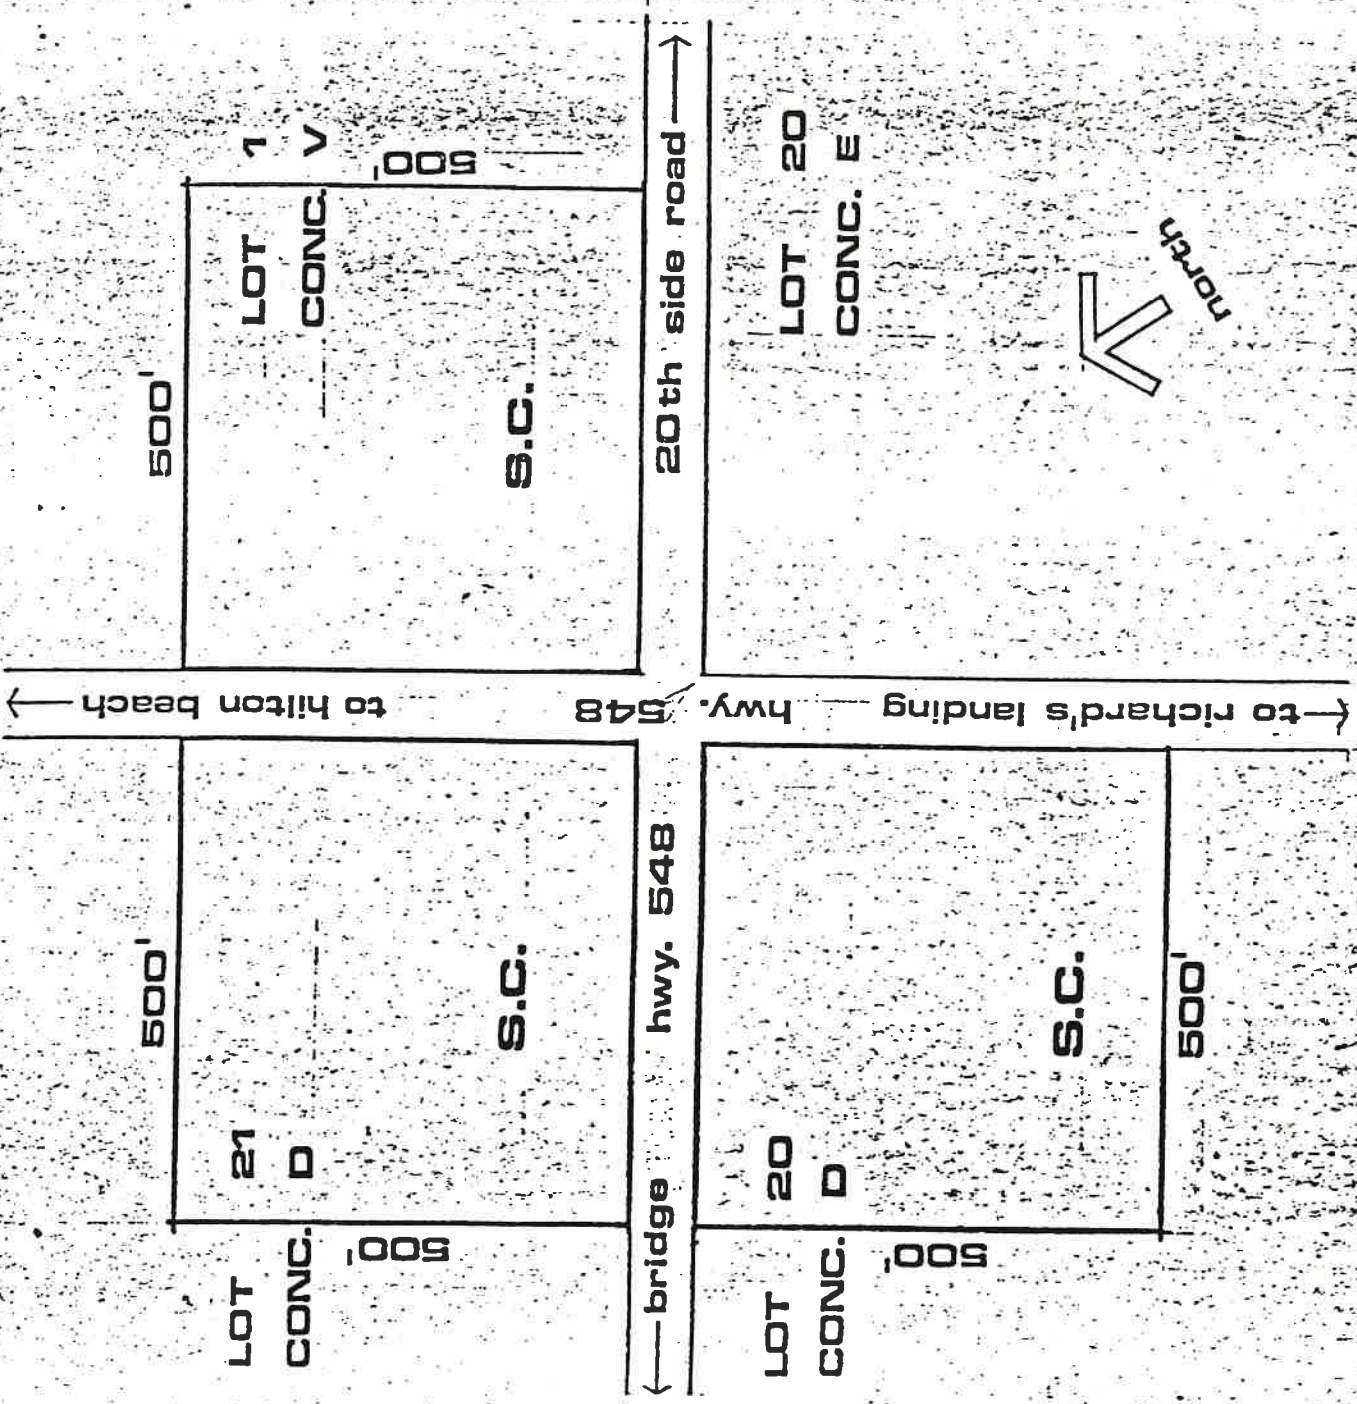 LOT 1
CONC. V
500'
500'
S.C.
20th side road
LOT 20
CONC. E
north
to hilton beach
548 hwy.
to richard's landing
500'
LOT 21
CONC. D
500'
S.C.
bridge hwy. 548
LOT 20
CONC. D
500'
S.C.
500'